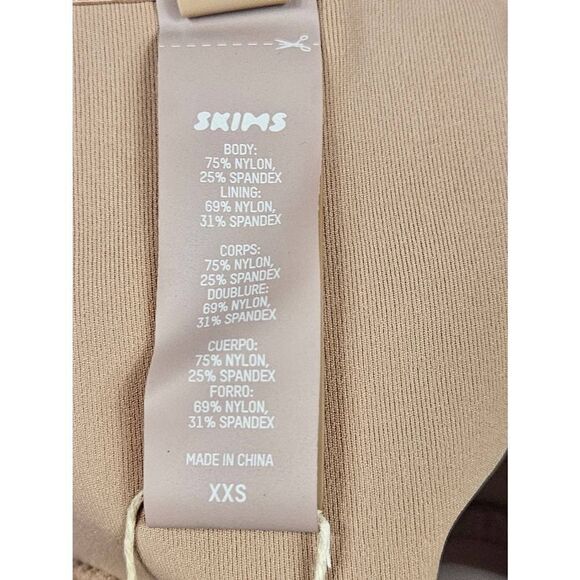 SKIMS
BODY:
75% NYLON,
25% SPANDEX
LINING:
69% NYLON,
31% SPANDEX
CORPS:
75% NYLON,
25% SPANDEX
DOUBLURE:
69% NYLON,
31% SPANDEX
CUERPO:
75% NYLON,
25% SPANDEX
FORRO:
69% NYLON,
31% SPANDEX
MADE IN CHINA
XXS